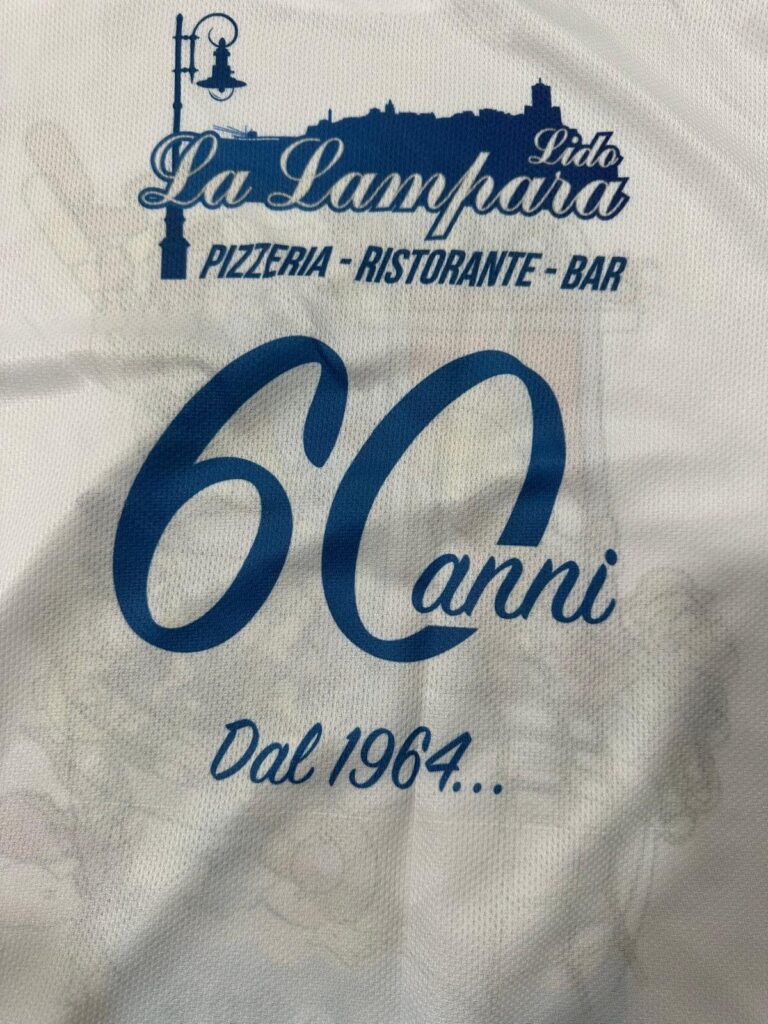 Lido
La Lampara
PIZZERIA - RISTORANTE - BAR
60 anni
Dal 1964...